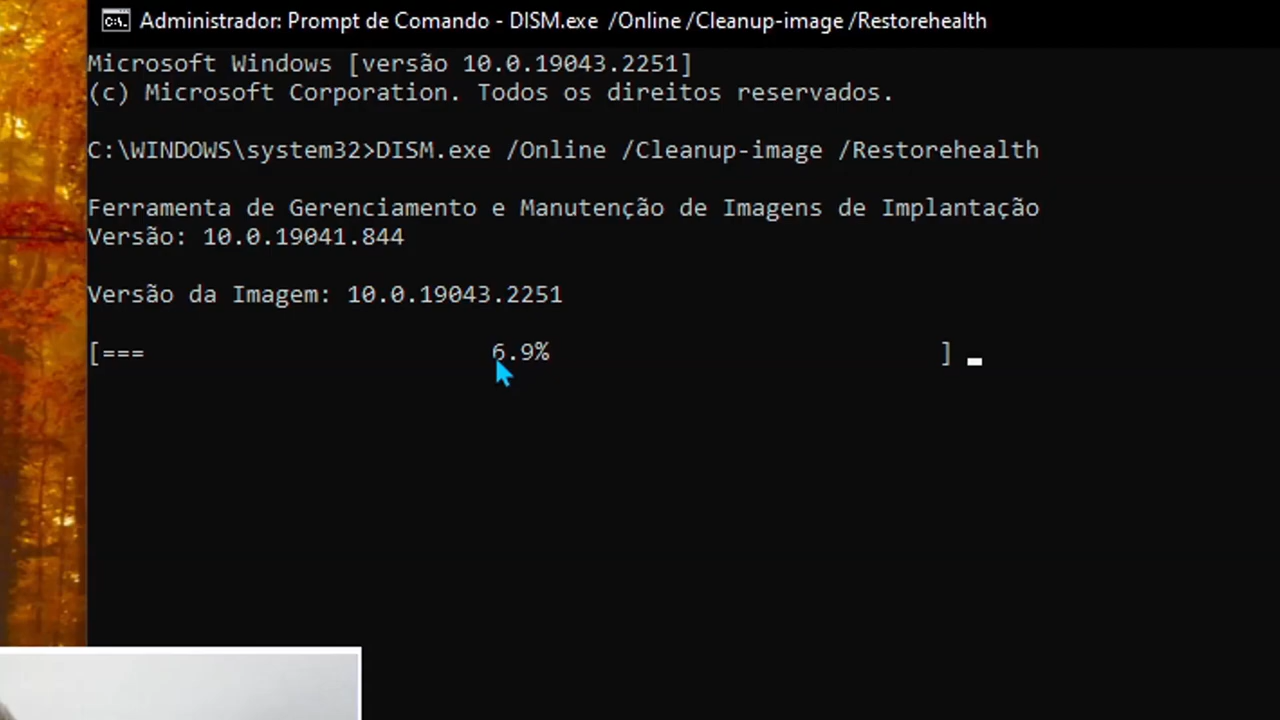 Administrador: Prompt de Comando - DISM.exe /Online /Cleanup-image /Restorehealth
Microsoft Windows [versão 10.0.19043.2251]
(c) Microsoft Corporation. Todos os direitos reservados.
C:\WINDOWS\system32>DISM.exe /Online /Cleanup-image /Restorehealth
Ferramenta de Gerenciamento e Manutenção de Imagens de Implantação
Versão: 10.0.19041.844
Versão da Imagem: 10.0.19043.2251
[===                        6.9%                           ]